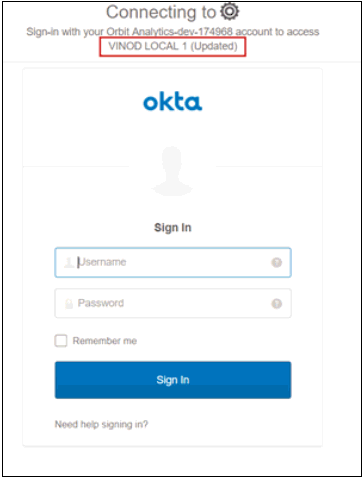 Connecting to
Sign-in with your Orbit Analytics-dev-174968 account to access
VINOD LOCAL 1 (Updated)
okta
Sign In
Username
Password
Remember me
Sign In
Need help signing in?